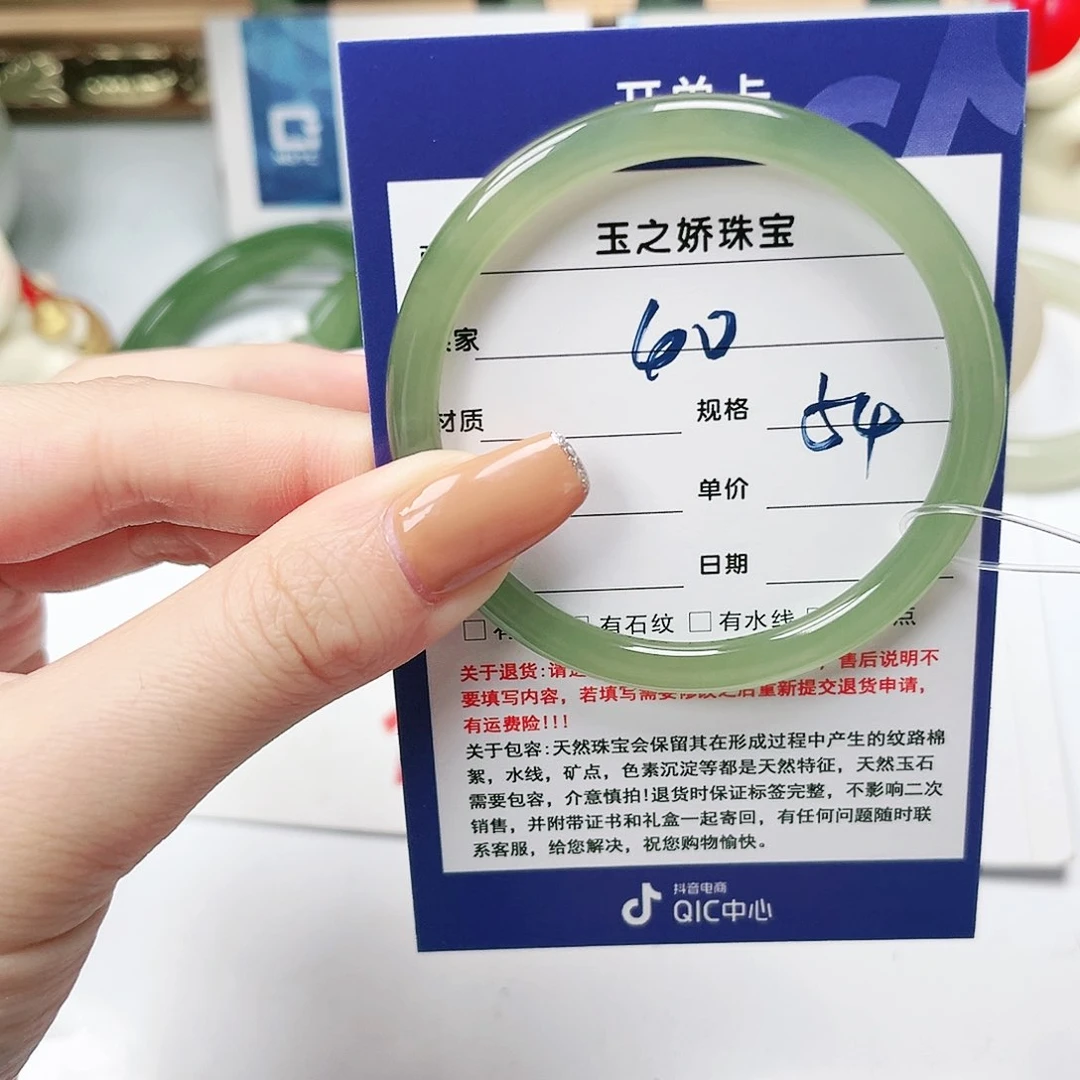 开单卡
玉之娇珠宝
家 60
材质 规格 54
单价
日期
□ 有 □ 有石纹 □ 有水线 点
关于退货:请 售后说明不
要填写内容，若填写需要修改之后重新提交退货申请，
有运费险!!!
关于包容:天然珠宝会保留其在形成过程中产生的纹路棉
絮，水线，矿点，色素沉淀等都是天然特征，天然玉石
需要包容，介意慎拍!退货时保证标签完整，不影响二次
销售，并附带证书和礼盒一起寄回，有任何问题随时联
系客服，给您解决，祝您购物愉快。
抖音电商
QIC中心